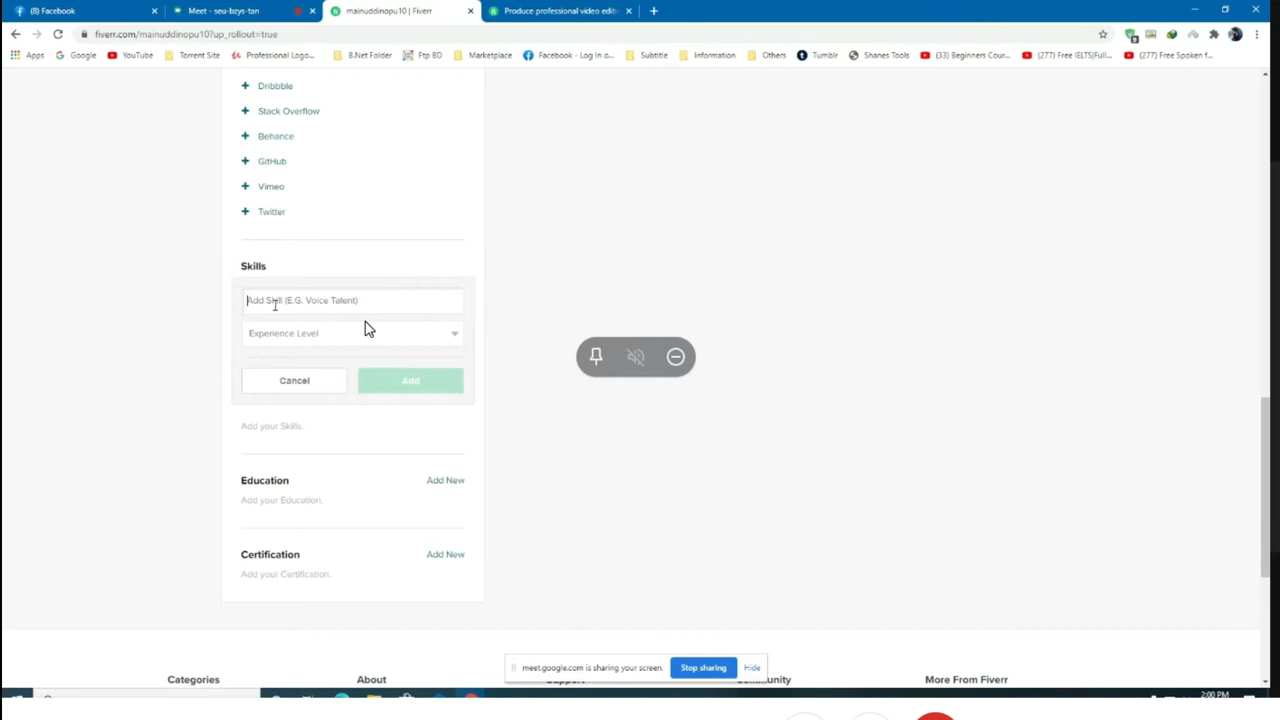 (8) Facebook
Meet - seu-bzys-tan
mainuddinopu10 | Fiverr
Produce professional video editi
fiverr.com/mainuddinopu10?up_rollout=true
Apps
Google
YouTube
Torrent Site
Professional Logo...
B.Net Folder
Ftp BD
Marketplace
Facebook - Log In o...
Subtitle
Information
Others
Tumblr
Shanes Tools
(33) Beginners Cour...
(277) Free IELTS(Full...
(277) Free Spoken f...
Dribbble
Stack Overflow
Behance
GitHub
Vimeo
Twitter
Skills
Add Skill (E.G. Voice Talent)
Experience Level
Cancel
Add
Add your Skills.
Education
Add New
Add your Education.
Certification
Add New
Add your Certification.
meet.google.com is sharing your screen.
Stop sharing
Hide
Categories
About
Support
Community
More From Fiverr
2:00 PM